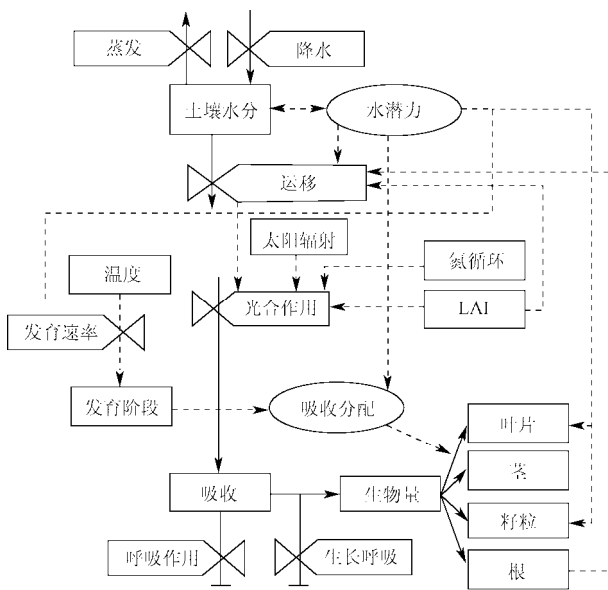 蒸发
降水
土壤水分
水潜力
运移
太阳辐射
温度
氮循环
光合作用
LAI
发育速率
发育阶段
吸收分配
叶片
茎
吸收
生物量
籽粒
呼吸作用
生长呼吸
根